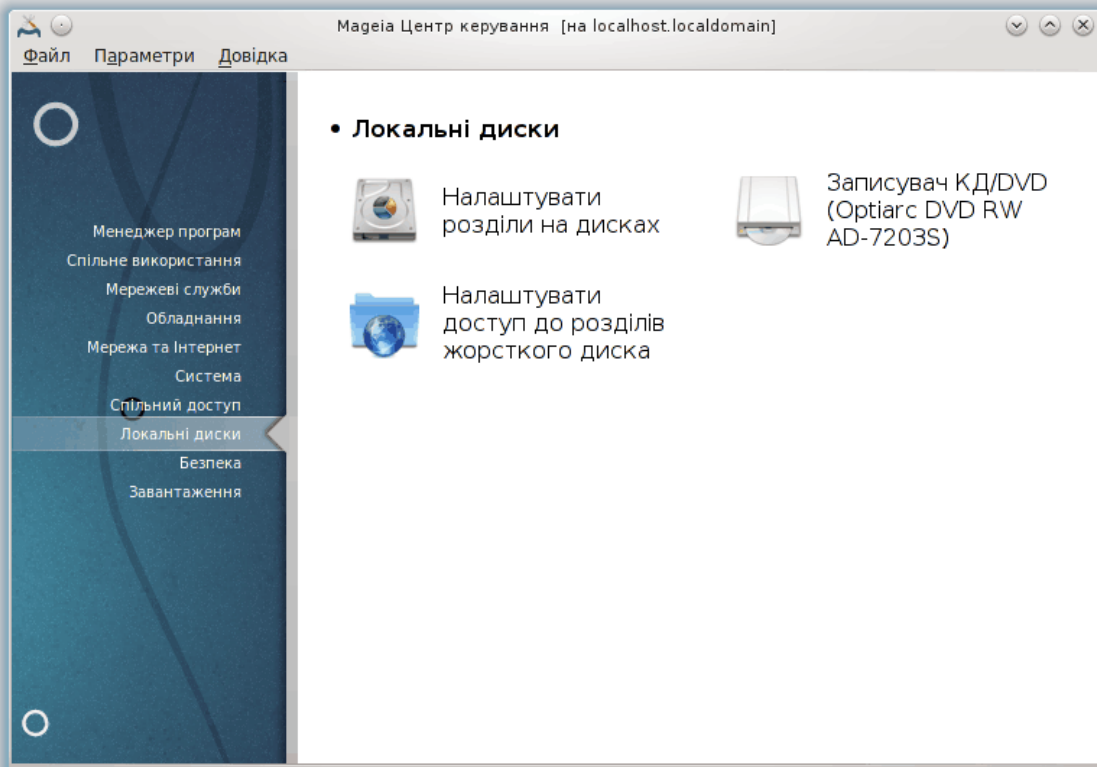 Mageia Центр керування [на localhost.localdomain]
Файл Параметри Довідка
• Локальні диски
Налаштувати
розділи на дисках
Записувач КД/DVD
(Optiarc DVD RW
AD-7203S)
Налаштувати
доступ до розділів
жорсткого диска
Менеджер програм
Спільне використання
Мережеві служби
Обладнання
Мережа та Інтернет
Система
Спільний доступ
Локальні диски
Безпека
Завантаження